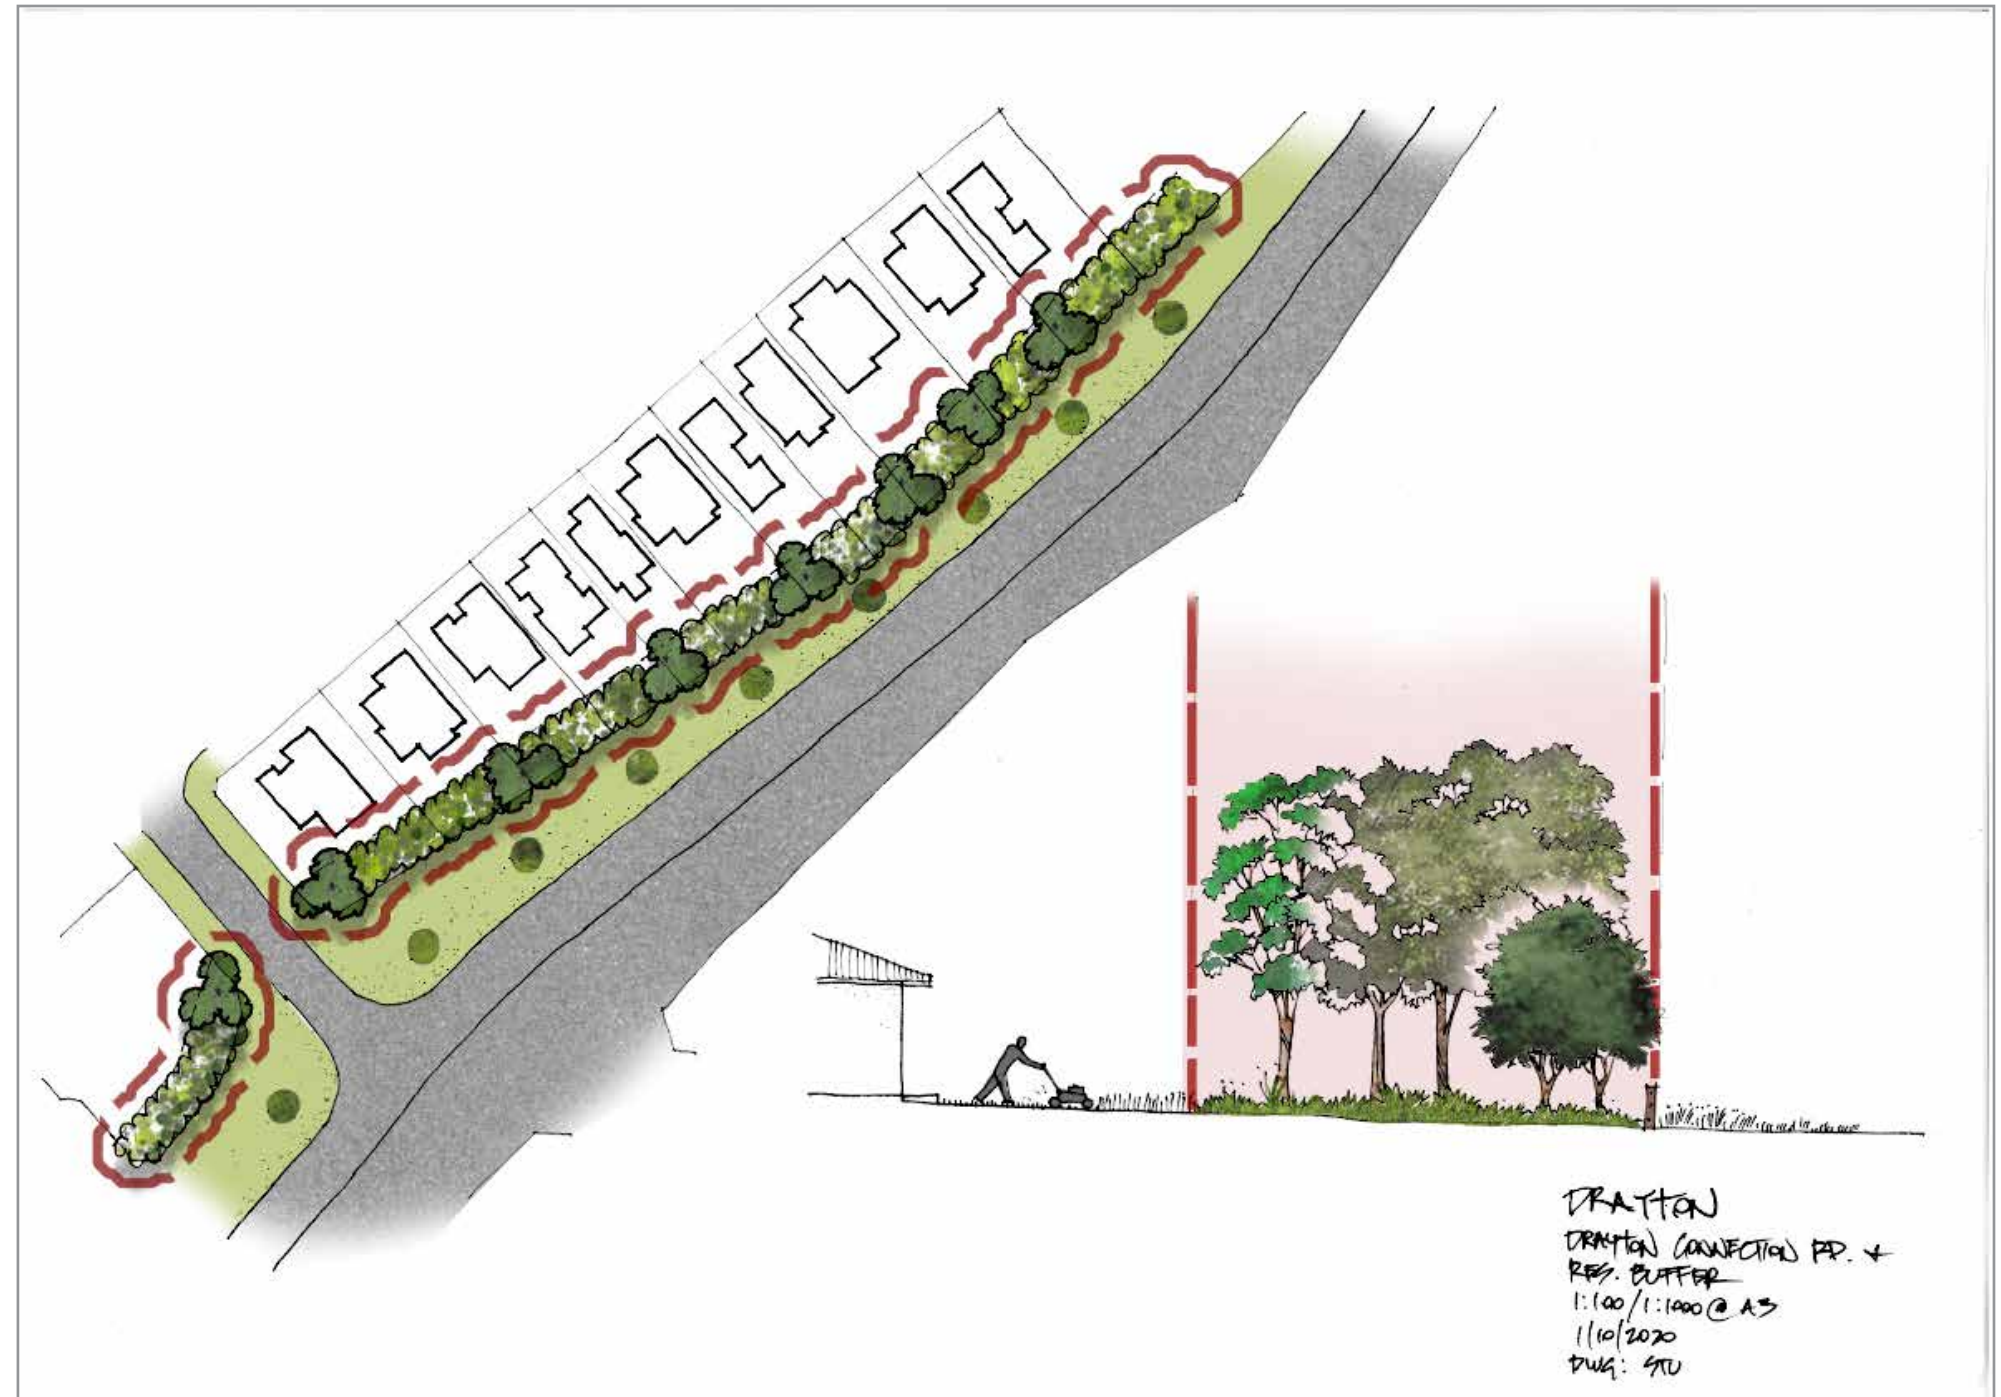 DRAYTON
DRAYTON CONNECTION RD. +
RES. BUFFER
1:100/1:1000 @ A3
1/10/2020
DWG: STU